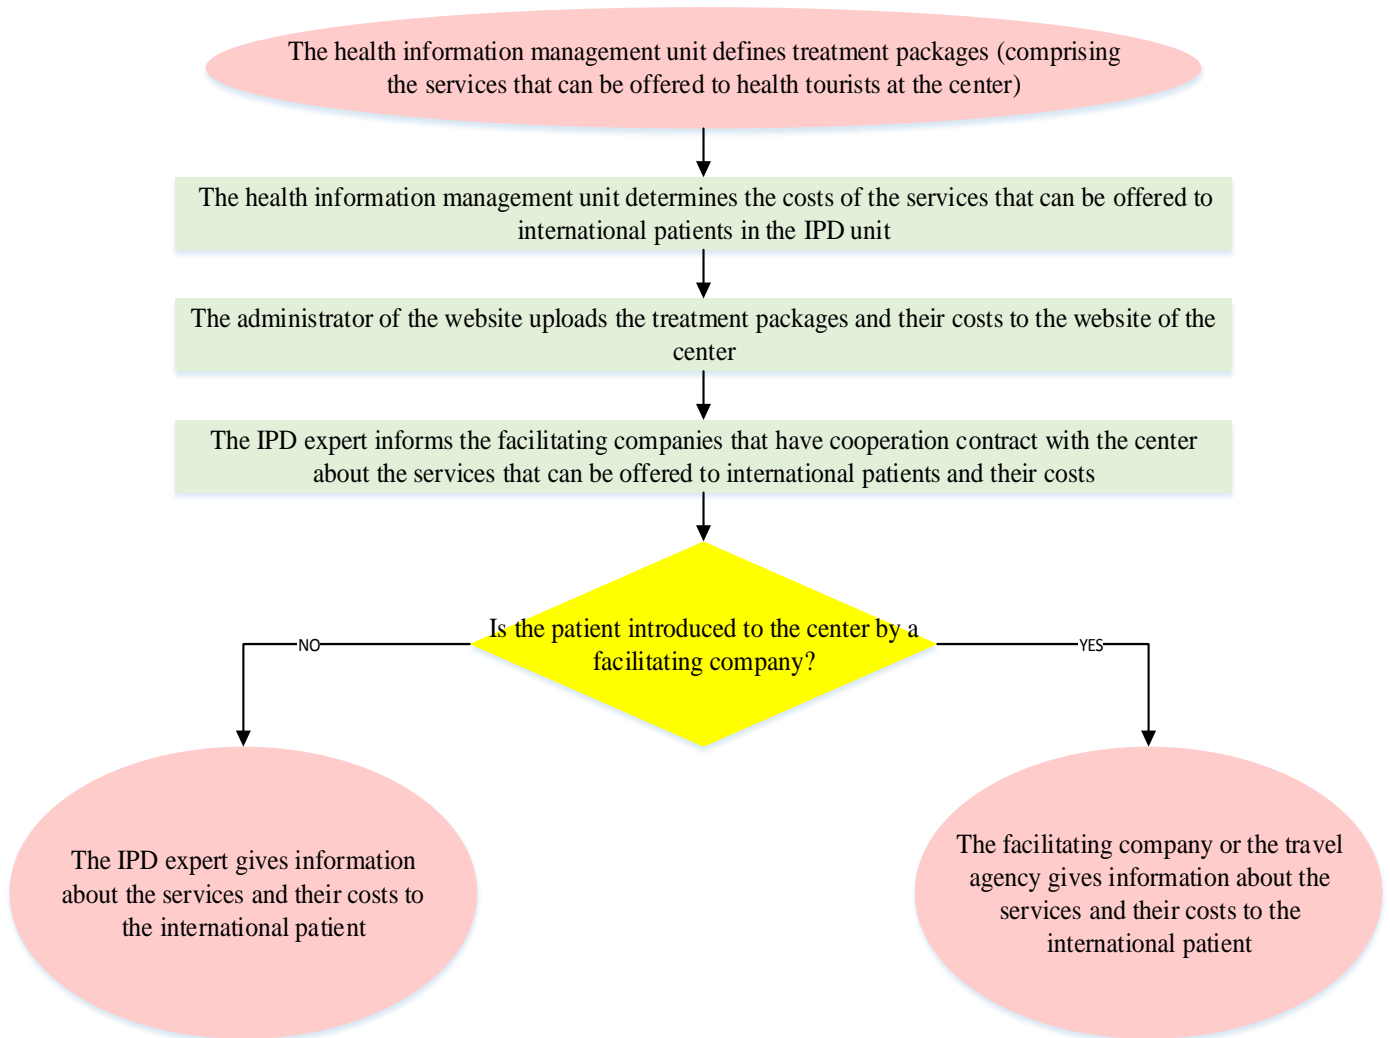 The health information management unit defines treatment packages (comprising
the services that can be offered to health tourists at the center)
The health information management unit determines the costs of the services that can be offered to
international patients in the IPD unit
The administrator of the website uploads the treatment packages and their costs to the website of the
center
The IPD expert informs the facilitating companies that have cooperation contract with the center
about the services that can be offered to international patients and their costs
Is the patient introduced to the center by a
facilitating company?
NO
YES
The IPD expert gives information
about the services and their costs to
the international patient
The facilitating company or the travel
agency gives information about the
services and their costs to the
international patient